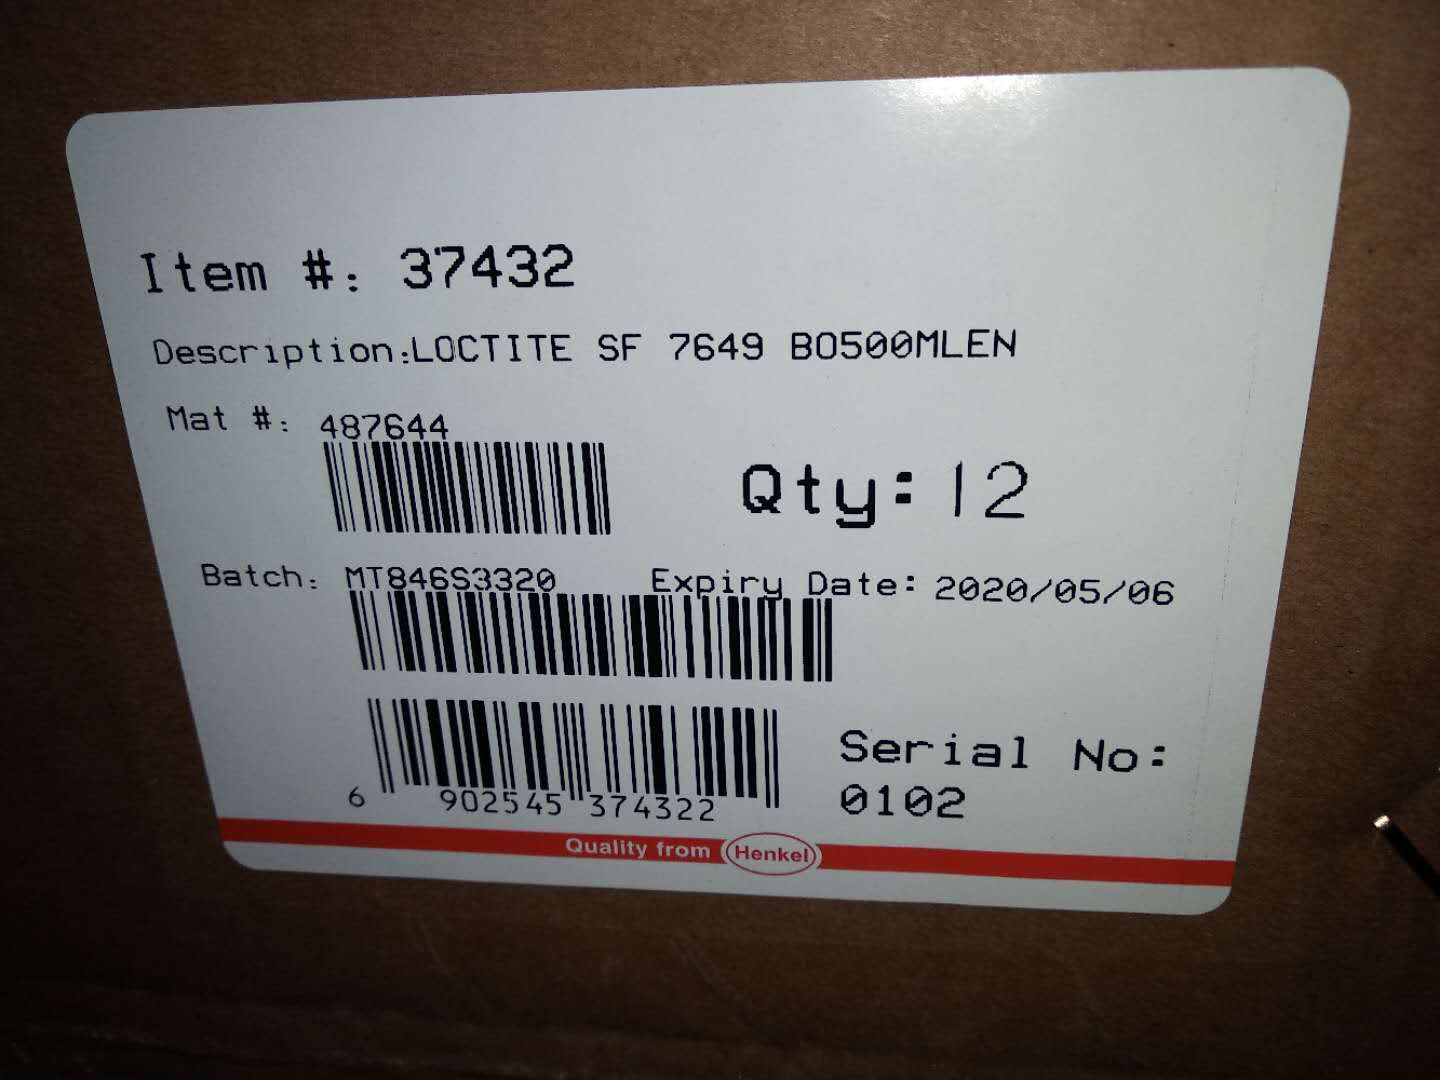 Item #: 37432
Description:LOCTITE SF 7649 BO500MLEN
Mat #: 487644
Qty: 12
Batch: MT846S3320 Expiry Date: 2020/05/06
6 902545 374322
Serial No:
0102
Quality from Henkel